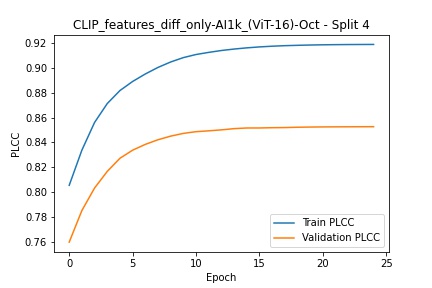 CLIP_features_diff_only-AI1k_(ViT-16)-Oct - Split 4
PLCC
0.92
0.90
0.88
0.86
0.84
0.82
0.80
0.78
0.76
0 5 10 15 20 25
Epoch
Train PLCC
Validation PLCC